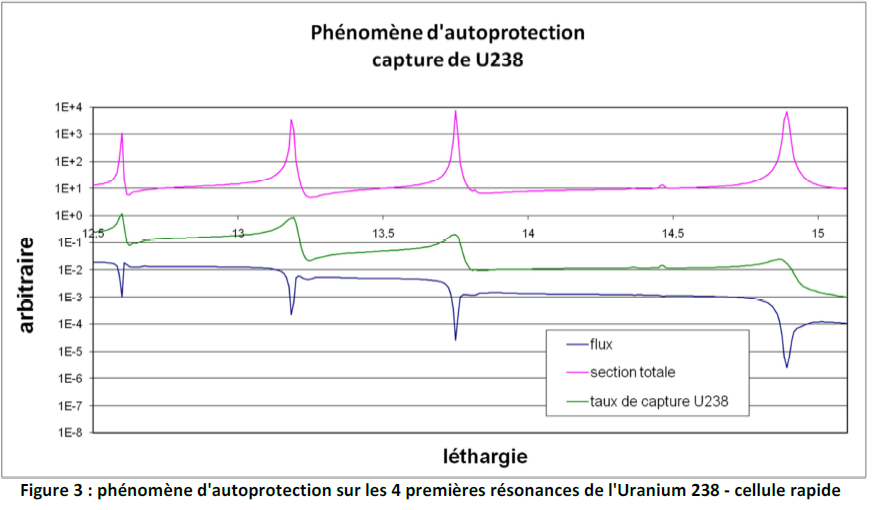 Phénomène d'autoprotection
capture de U238
1E+4
1E+3
1E+2
1E+1
1E+0
12.5 13 13.5 14 14.5 15
1E-1
1E-2
1E-3
1E-4
1E-5
1E-6
1E-7
1E-8
arbitraire
flux
section totale
taux de capture U238
léthargie
Figure 3 : phénomène d'autoprotection sur les 4 premières résonances de l'Uranium 238 - cellule rapide